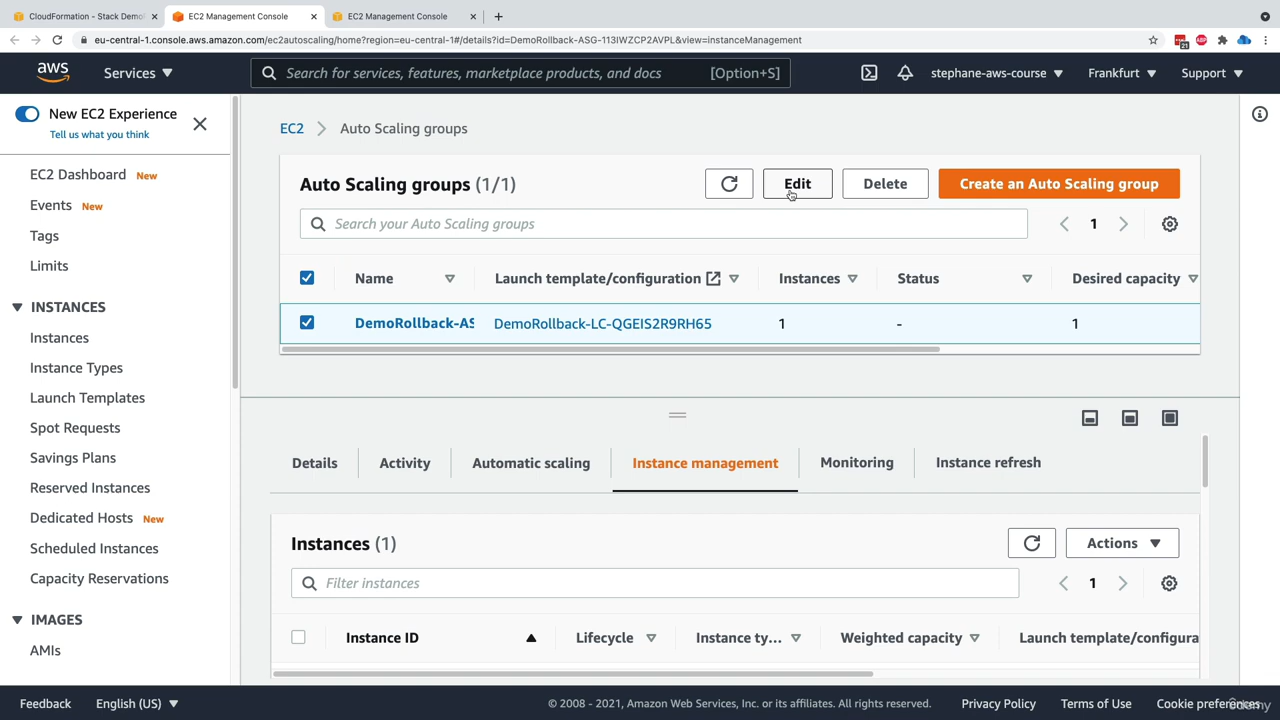 CloudFormation - Stack DemoR
EC2 Management Console
EC2 Management Console
eu-central-1.console.aws.amazon.com/ec2autoscaling/home?region=eu-central-1#/details?id=DemoRollback-ASG-113IWZCP2AVPL&view=instanceManagement
21
ABP
aws
Services
Search for services, features, marketplace products, and docs
[Option+S]
stephane-aws-course
Frankfurt
Support
New EC2 Experience
Tell us what you think
EC2 Dashboard New
Events New
Tags
Limits
INSTANCES
Instances
Instance Types
Launch Templates
Spot Requests
Savings Plans
Reserved Instances
Dedicated Hosts New
Scheduled Instances
Capacity Reservations
IMAGES
AMIs
EC2
Auto Scaling groups
Auto Scaling groups (1/1)
Edit
Delete
Create an Auto Scaling group
Search your Auto Scaling groups
1
Name
Launch template/configuration
Instances
Status
Desired capacity
DemoRollback-AS
DemoRollback-LC-QGEIS2R9RH65
1
-
1
Details
Activity
Automatic scaling
Instance management
Monitoring
Instance refresh
Instances (1)
Actions
Filter instances
1
Instance ID
Lifecycle
Instance ty...
Weighted capacity
Launch template/configura
Feedback
English (US)
© 2008 - 2021, Amazon Web Services, Inc. or its affiliates. All rights reserved.
Privacy Policy
Terms of Use
Cookie preferences
Udemy